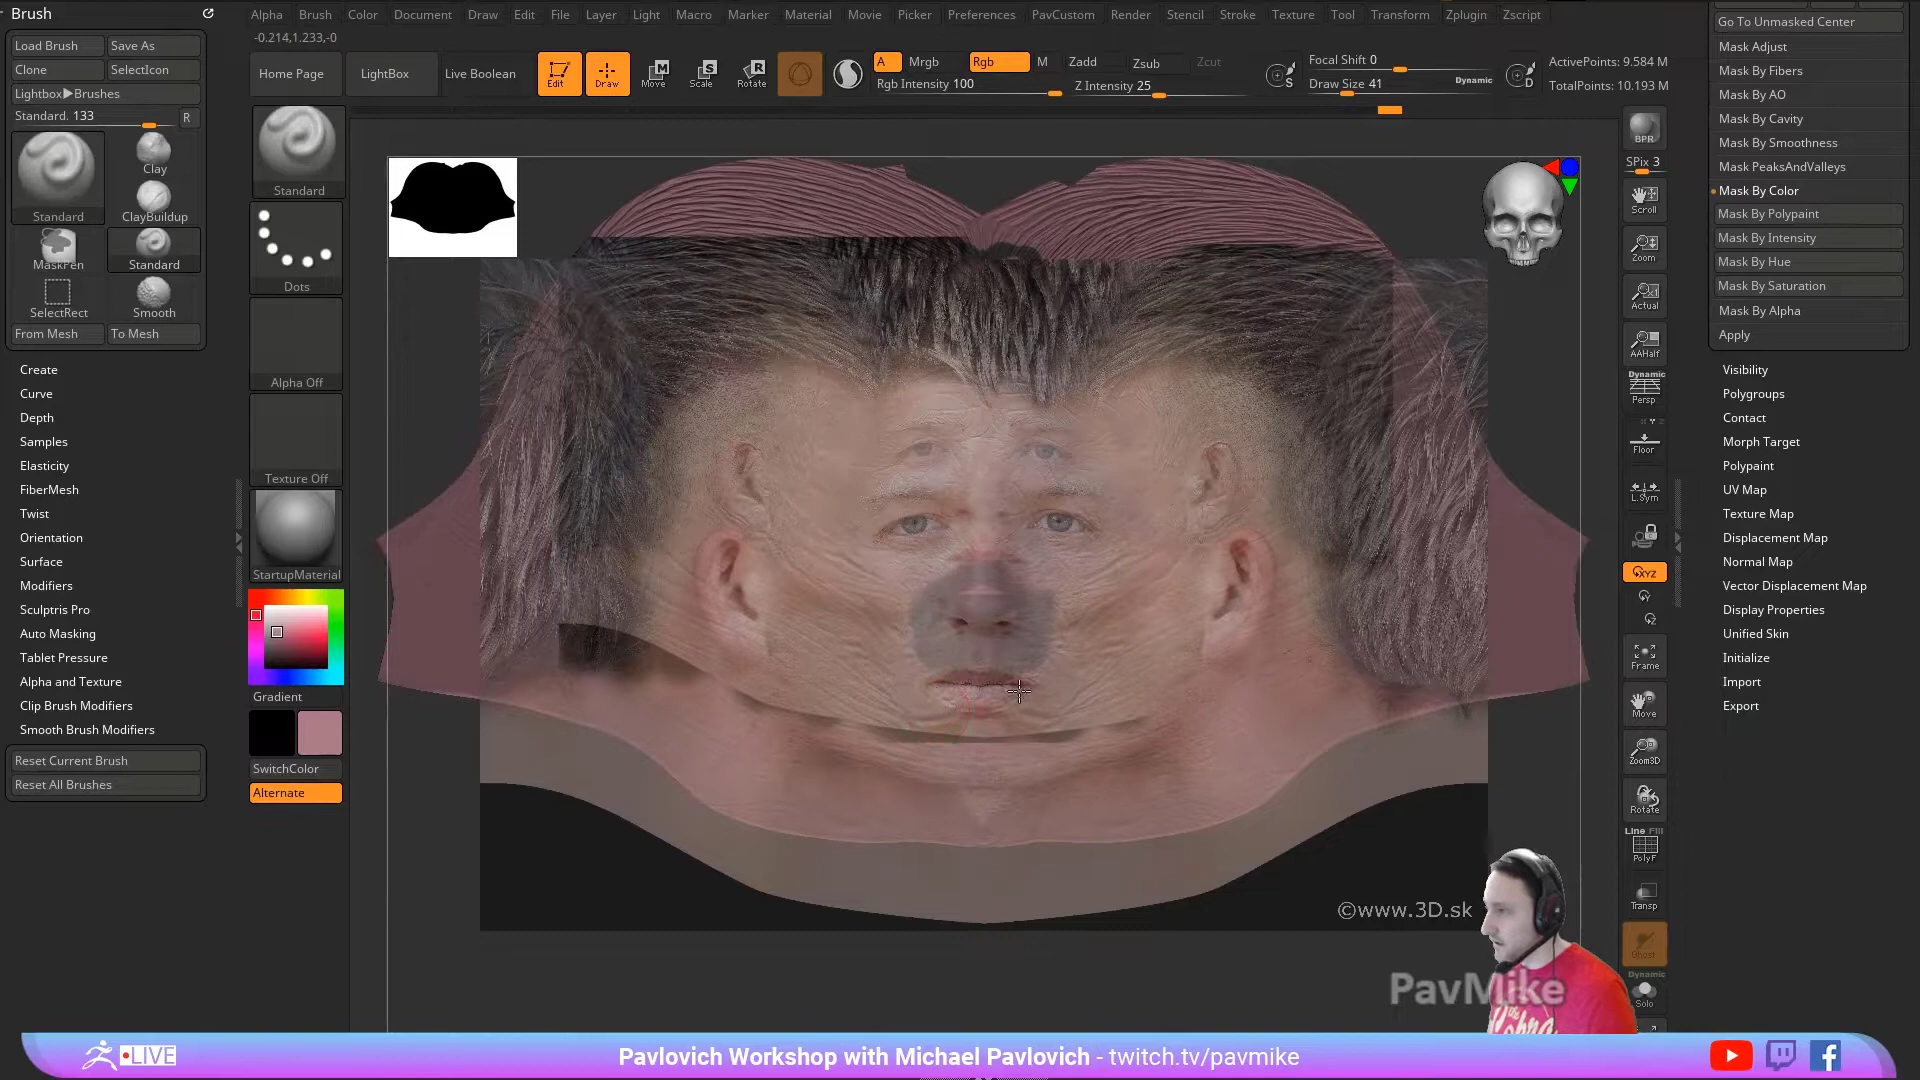 Brush
Alpha Brush Color Document Draw Edit File Layer Light Macro Marker Material Movie Picker Preferences PavCustom Render Stencil Stroke Texture Tool Transform Zplugin Zscript
-0.214,1.233,-0
Load Brush Save As
Clone SelectIcon
Lightbox▶Brushes
Standard. 133 R
Standard
Clay
ClayBuildup
MaskPen Standard
SelectRect Smooth
From Mesh To Mesh
Create
Curve
Depth
Samples
Elasticity
FiberMesh
Twist
Orientation
Surface
Modifiers
Sculptris Pro
Auto Masking
Tablet Pressure
Alpha and Texture
Clip Brush Modifiers
Smooth Brush Modifiers
Reset Current Brush
Reset All Brushes
Home Page LightBox Live Boolean
Edit Draw Move Scale Rotate
A Mrgb Rgb M Zadd Zsub Zcut
Rgb Intensity 100 Z Intensity 25
Focal Shift 0
Draw Size 41 Dynamic
ActivePoints: 9.584 M
TotalPoints: 10.193 M
Standard
Dots
Alpha Off
Texture Off
StartupMaterial
Gradient
SwitchColor
Alternate
BPR
SPix 3
Scroll
Zoom
Actual
AAHalf
Dynamic
Persp
Floor
L.Sym
XYZ
Frame
Move
Zoom3D
Rotate
Line Fill
PolyF
Transp
Ghost
Dynamic
Solo
Go To Unmasked Center
Mask Adjust
Mask By Fibers
Mask By AO
Mask By Cavity
Mask By Smoothness
Mask PeaksAndValleys
Mask By Color
Mask By Polypaint
Mask By Intensity
Mask By Hue
Mask By Saturation
Mask By Alpha
Apply
Visibility
Polygroups
Contact
Morph Target
Polypaint
UV Map
Texture Map
Displacement Map
Normal Map
Vector Displacement Map
Display Properties
Unified Skin
Initialize
Import
Export
©www.3D.sk
PavMike
LIVE
Pavlovich Workshop with Michael Pavlovich - twitch.tv/pavmike